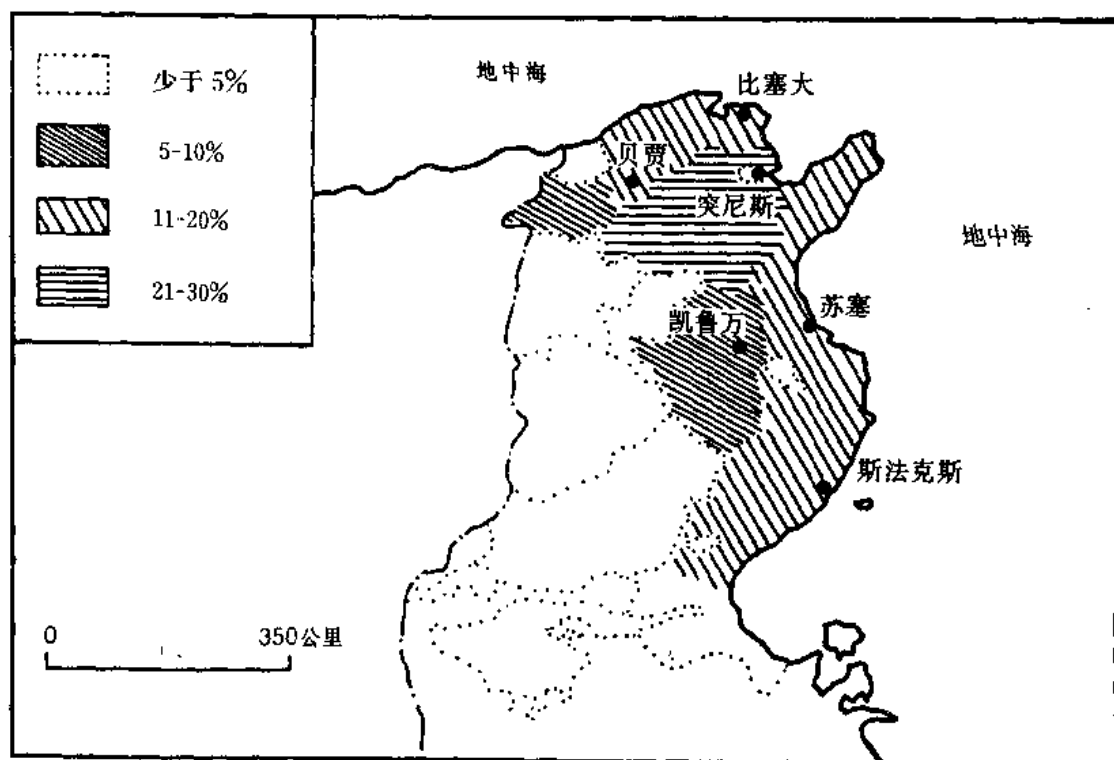 少于 5%
5-10%
11-20%
21-30%
地中海
比塞大
贝贾
突尼斯
地中海
苏塞
凯鲁万
斯法克斯
0 350公里